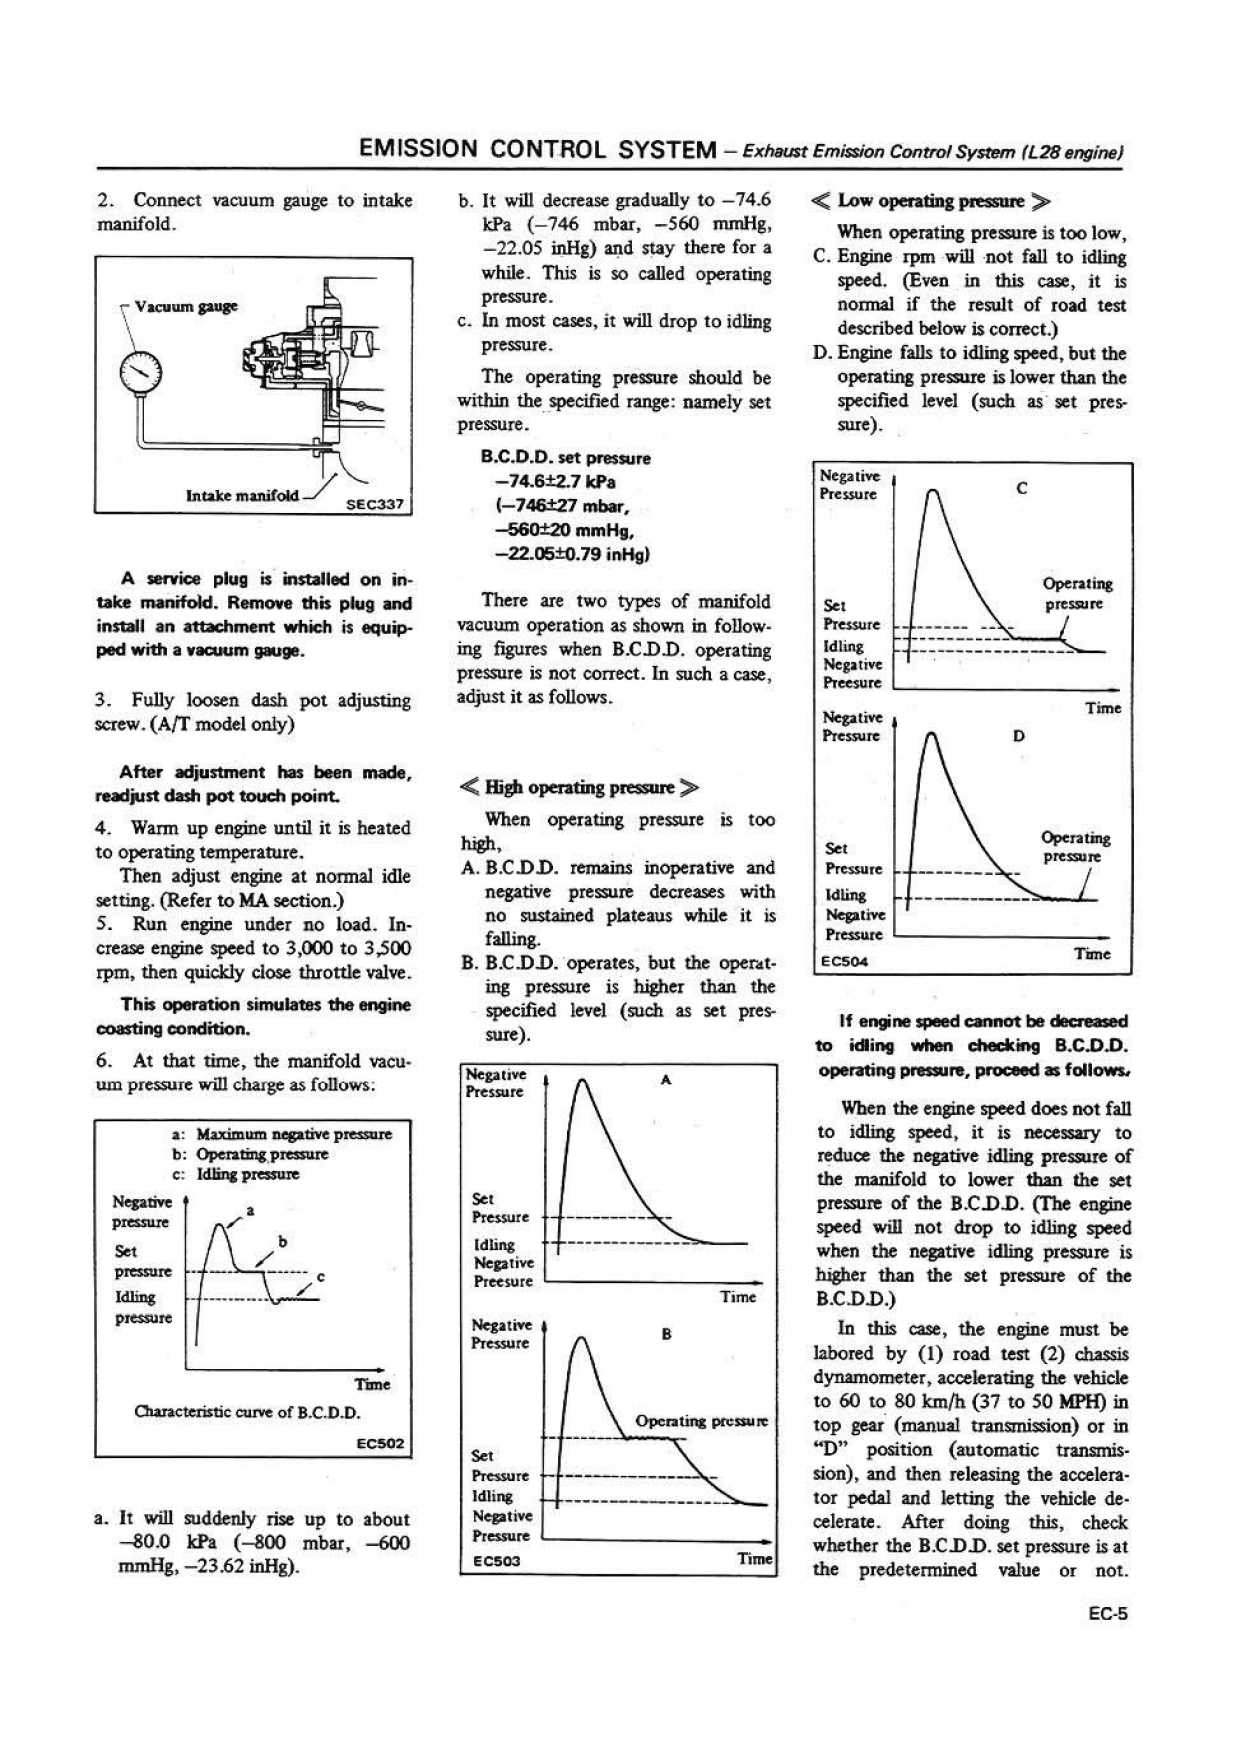 EMISSION CONTROL SYSTEM – Exhaust Emission Control System (L28 engine)
2. Connect vacuum gauge to intake
manifold.
Vacuum gauge
Intake manifold
SEC337
A service plug is installed on in-
take manifold. Remove this plug and
install an attachment which is equip-
ped with a vacuum gauge.
3. Fully loosen dash pot adjusting
screw. (A/T model only)
After adjustment has been made,
readjust dash pot touch point.
4. Warm up engine until it is heated
to operating temperature.
Then adjust engine at normal idle
setting. (Refer to MA section.)
5. Run engine under no load. In-
crease engine speed to 3,000 to 3,500
rpm, then quickly close throttle valve.
This operation simulates the engine
coasting condition.
6. At that time, the manifold vacu-
um pressure will charge as follows:
a: Maximum negative pressure
b: Operating pressure
c: Idling pressure
Negative
pressure
a
Set
pressure
b
Idling
pressure
c
Time
Characteristic curve of B.C.D.D.
EC502
a. It will suddenly rise up to about
–80.0 kPa (–800 mbar, –600
mmHg, –23.62 inHg).
b. It will decrease gradually to –74.6
kPa (–746 mbar, –560 mmHg,
–22.05 inHg) and stay there for a
while. This is so called operating
pressure.
c. In most cases, it will drop to idling
pressure.
The operating pressure should be
within the specified range: namely set
pressure.
B.C.D.D. set pressure
–74.6±2.7 kPa
(–746±27 mbar,
–560±20 mmHg,
–22.05±0.79 inHg)
There are two types of manifold
vacuum operation as shown in follow-
ing figures when B.C.D.D. operating
pressure is not correct. In such a case,
adjust it as follows.
≪ High operating pressure ≫
When operating pressure is too
high,
A. B.C.D.D. remains inoperative and
negative pressure decreases with
no sustained plateaus while it is
falling.
B. B.C.D.D. operates, but the operat-
ing pressure is higher than the
specified level (such as set pres-
sure).
Negative
Pressure
A
Set
Pressure
Idling
Negative
Preesure
Time
Negative
Pressure
B
Operating pressure
Set
Pressure
Idling
Negative
Pressure
EC503
Time
≪ Low operating pressure ≫
When operating pressure is too low,
C. Engine rpm will not fall to idling
speed. (Even in this case, it is
normal if the result of road test
described below is correct.)
D. Engine falls to idling speed, but the
operating pressure is lower than the
specified level (such as set pres-
sure).
Negative
Pressure
C
Operating
pressure
Set
Pressure
Idling
Negative
Preesure
Time
Negative
Pressure
D
Operating
pressure
Set
Pressure
Idling
Negative
Pressure
Time
EC504
If engine speed cannot be decreased
to idling when checking B.C.D.D.
operating pressure, proceed as follows.
When the engine speed does not fall
to idling speed, it is necessary to
reduce the negative idling pressure of
the manifold to lower than the set
pressure of the B.C.D.D. (The engine
speed will not drop to idling speed
when the negative idling pressure is
higher than the set pressure of the
B.C.D.D.)
In this case, the engine must be
labored by (1) road test (2) chassis
dynamometer, accelerating the vehicle
to 60 to 80 km/h (37 to 50 MPH) in
top gear (manual transmission) or in
“D” position (automatic transmis-
sion), and then releasing the accelera-
tor pedal and letting the vehicle de-
celerate. After doing this, check
whether the B.C.D.D. set pressure is at
the predetermined value or not.
EC-5